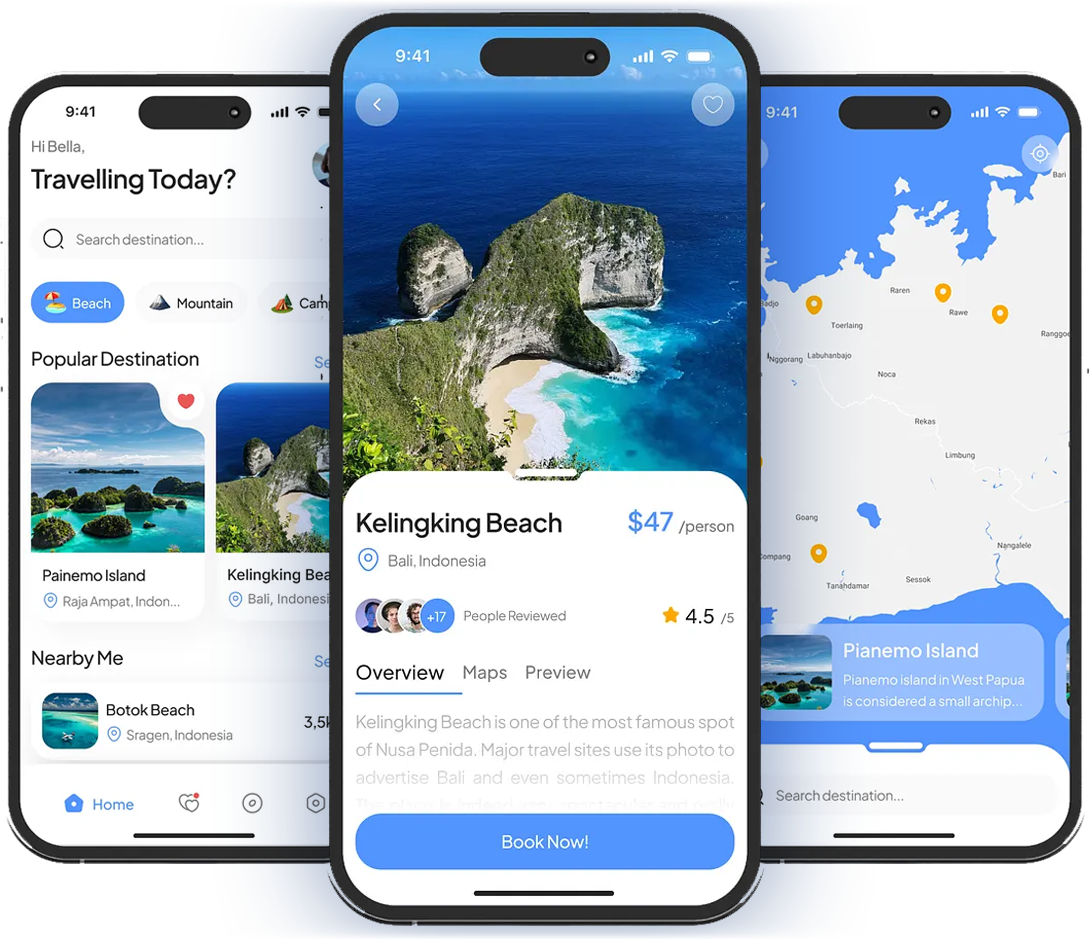 9:41
Hi Bella,
Travelling Today?
Search destination...
Beach
Mountain
Popular Destination
Painemo Island
Raja Ampat, Indon...
Kelingking Bea
Bali, Indonesi
Nearby Me
Botok Beach
Sragen, Indonesia
3,5k
Home
9:41
Kelingking Beach
$47 /person
Bali, Indonesia
+17
People Reviewed
4.5 /5
Overview
Maps
Preview
Kelingking Beach is one of the most famous spot
of Nusa Penida. Major travel sites use its photo to
advertise Bali and even sometimes Indonesia.
Book Now!
9:41
Bari
Badjo
Raren
Rawe
Toerlaing
Ranggoe
Nggorang
Labuhanbajo
Noca
Rekas
Limbung
Goang
Compang
Nangalele
Tanahdamar
Sessok
Pianemo Island
Pianemo island in West Papua
is considered a small archip...
Search destination...